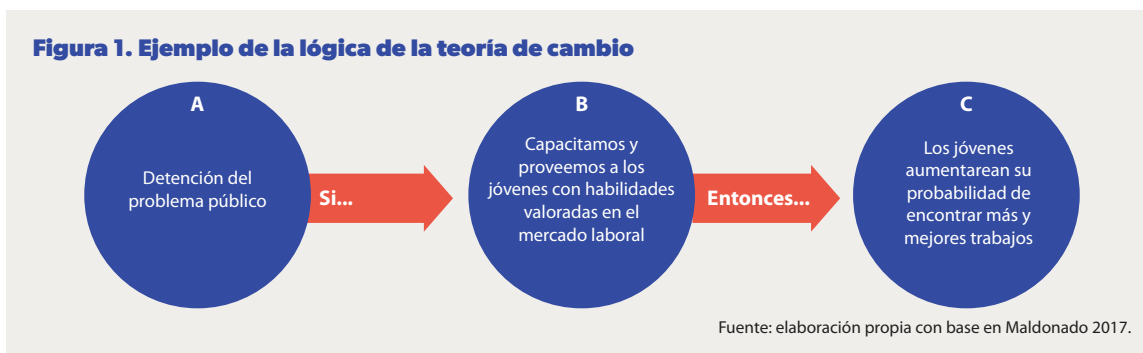 Figura 1. Ejemplo de la lógica de la teoría de cambio
A
Detención del
problema público
Si...
B
Capacitamos y
proveemos a los
jóvenes con habilidades
valoradas en el
mercado laboral
Entonces...
C
Los jóvenes
aumentarean su
probabilidad de
encontrar más y
mejores trabajos
Fuente: elaboración propia con base en Maldonado 2017.